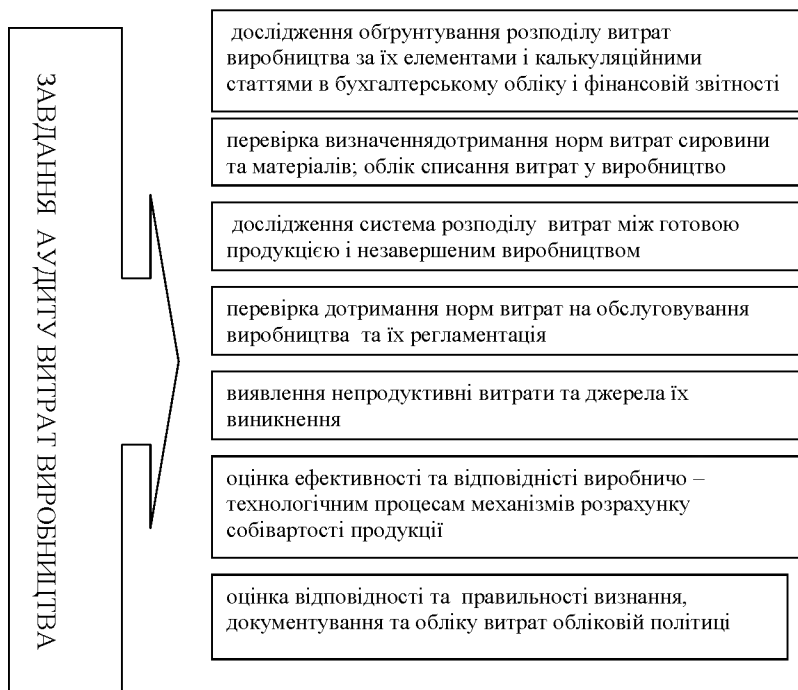 ЗАВДАННЯ АУДИТУ ВИТРАТ ВИРОБНИЦТВА
дослідження обґрунтування розподілу витрат
виробництва за їх елементами і калькуляційними
статтями в бухгалтерському обліку і фінансовій звітності
перевірка визначеннядотримання норм витрат сировини
та матеріалів; облік списання витрат у виробництво
дослідження система розподілу витрат між готовою
продукцією і незавершеним виробництвом
перевірка дотримання норм витрат на обслуговування
виробництва та їх регламентація
виявлення непродуктивні витрати та джерела їх
виникнення
оцінка ефективності та відповідністі виробничо –
технологічним процесам механізмів розрахунку
собівартості продукції
оцінка відповідності та правильності визнання,
документування та обліку витрат обліковій політиці